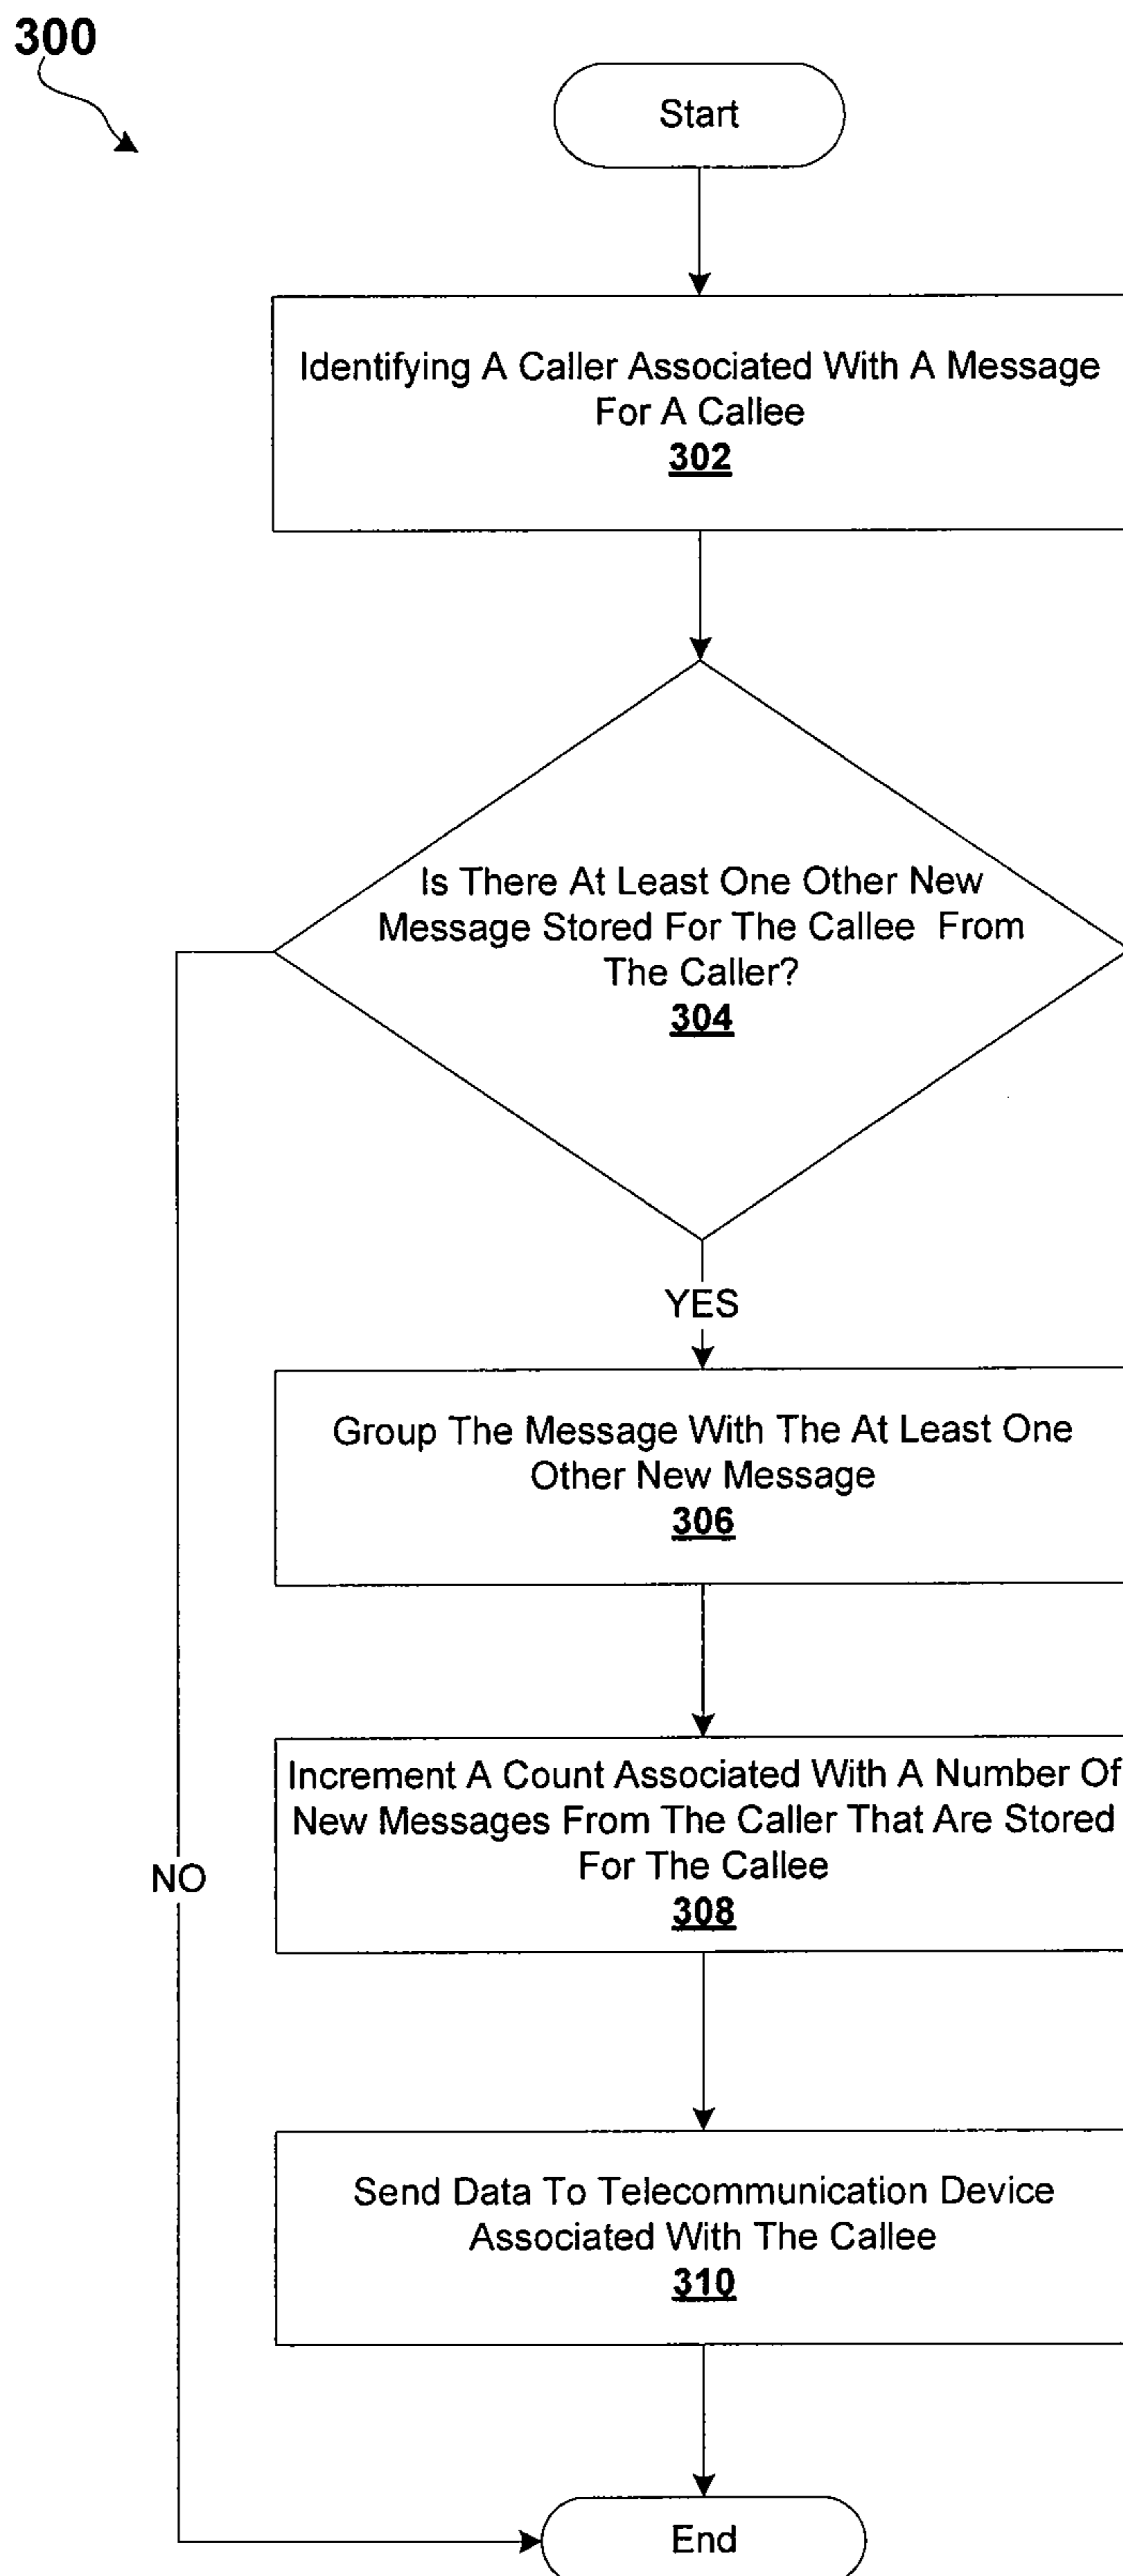 300
Start
Identifying A Caller Associated With A Message
For A Callee
302
Is There At Least One Other New
Message Stored For The Callee From
The Caller?
304
YES
Group The Message With The At Least One
Other New Message
306
Increment A Count Associated With A Number Of
New Messages From The Caller That Are Stored
For The Callee
308
NO
Send Data To Telecommunication Device
Associated With The Callee
310
End